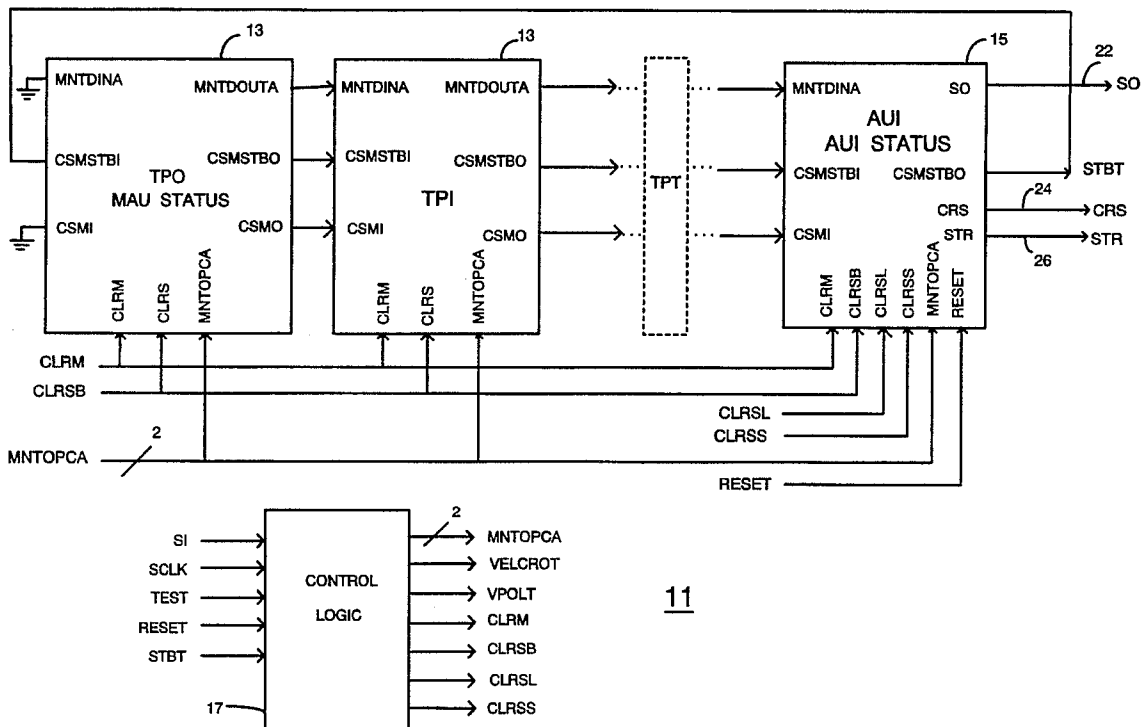 13
13
15
22
MNTDINA
MNTDOUTA
MNTDINA
MNTDOUTA
MNTDINA
SO
SO
AUI
AUI STATUS
CSMSTBI
CSMSTBO
CSMSTBI
CSMSTBO
CSMSTBI
CSMSTBO
STBT
TPO
MAU STATUS
TPI
TPT
24
CRS
CRS
CSMI
CSMO
CSMI
CSMO
CSMI
STR
STR
26
CLRM
CLRS
MNTOPCA
CLRM
CLRS
MNTOPCA
CLRM
CLRSB
CLRSL
CLRSS
MNTOPCA
RESET
CLRM
CLRSB
CLRSL
CLRSS
MNTOPCA
2
RESET
SI
SCLK
TEST
RESET
STBT
CONTROL
LOGIC
17
2
MNTOPCA
VELCROT
VPOLT
CLRM
CLRSB
CLRSL
CLRSS
11